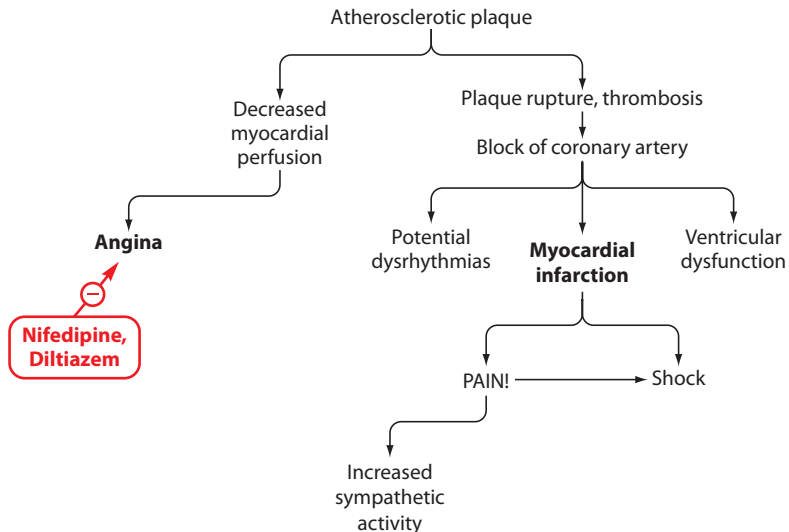 Atherosclerotic plaque
Decreased
myocardial
perfusion
Plaque rupture, thrombosis
Block of coronary artery
Angina
Potential
dysrhythmias
Myocardial
infarction
Ventricular
dysfunction
Nifedipine,
Diltiazem
PAIN!
Shock
Increased
sympathetic
activity